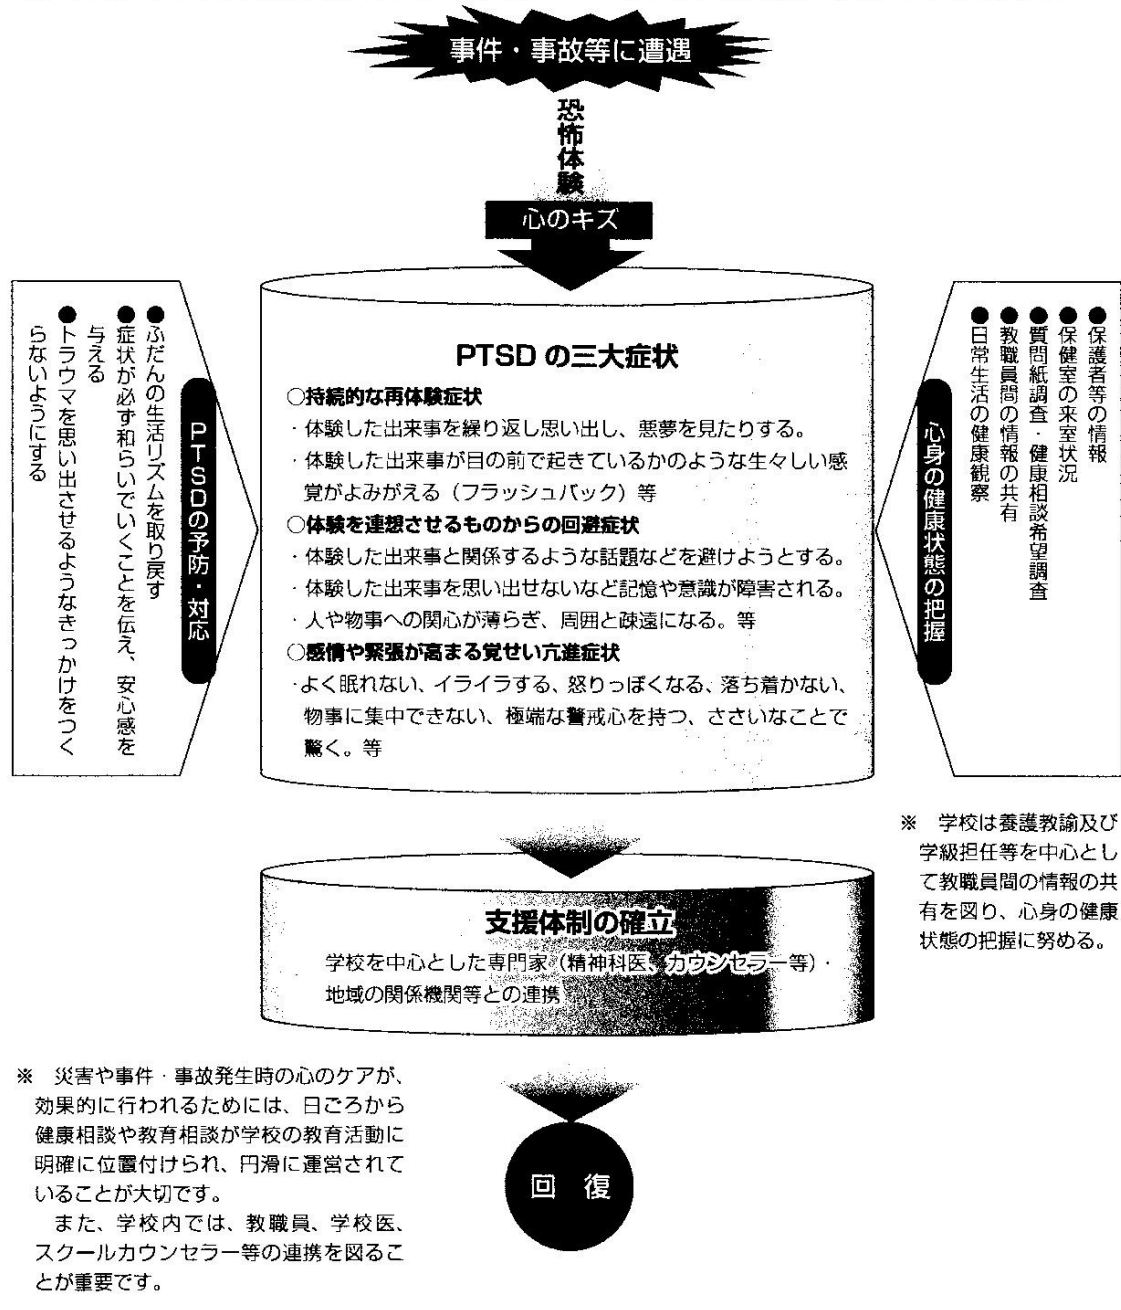 事件・事故等に遭遇
恐怖体験
心のキズ
PTSD の三大症状
○持続的な再体験症状
・体験した出来事を繰り返し思い出し、悪夢を見たりする。
・体験した出来事が目の前で起きているかのような生々しい感
覚がよみがえる（フラッシュバック）等
○体験を連想させるものからの回避症状
・体験した出来事と関係するような話題などを避けようとする。
・体験した出来事を思い出せないなど記憶や意識が障害される。
・人や物事への関心が薄らぎ、周囲と疎遠になる。等
○感情や緊張が高まる覚せい亢進症状
・よく眠れない、イライラする、怒りっぽくなる、落ち着かない、
物事に集中できない、極端な警戒心を持つ、ささいなことで
驚く。等
PTSDの予防・対応
●ふだんの生活リズムを取り戻す
●症状が必ず和らいでいくことを伝え、安心感を
与える
●トラウマを思い出させるようなきっかけをつく
らないようにする
●保護者等の情報
●保健室の来室状況
●質問紙調査・健康相談希望調査
●教職員間の情報の共有
●日常生活の健康観察
心身の健康状態の把握
※　学校は養護教諭及び
学級担任等を中心とし
て教職員間の情報の共
有を図り、心身の健康
状態の把握に努める。
支援体制の確立
学校を中心とした専門家（精神科医、カウンセラー等）・
地域の関係機関等との連携
※　災害や事件・事故発生時の心のケアが、
効果的に行われるためには、日ごろから
健康相談や教育相談が学校の教育活動に
明確に位置付けられ、円滑に運営されて
いることが大切です。
また、学校内では、教職員、学校医、
スクールカウンセラー等の連携を図るこ
とが重要です。
回　復